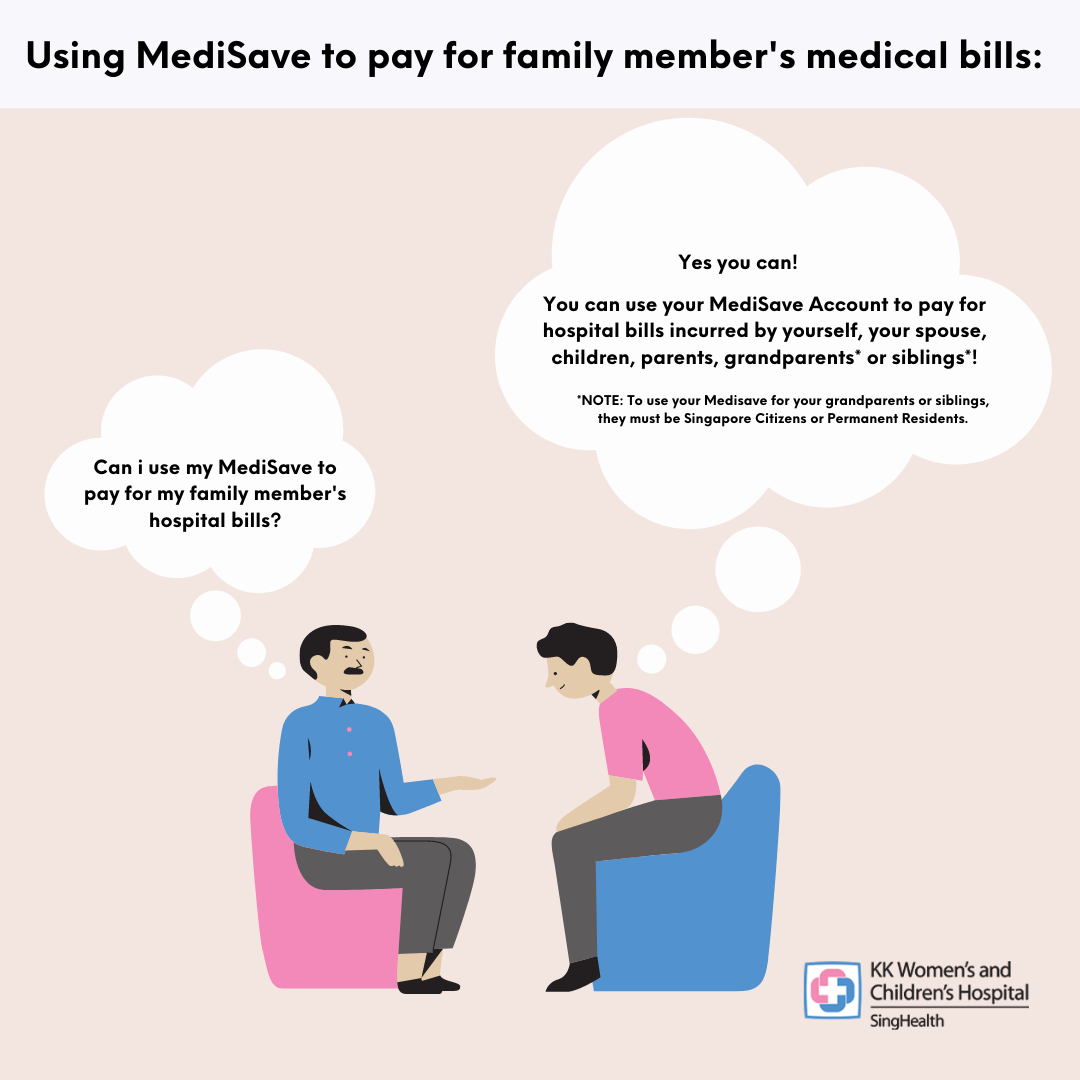 Using MediSave to pay for family member's medical bills:
Yes you can!
You can use your MediSave Account to pay for
hospital bills incurred by yourself, your spouse,
children, parents, grandparents* or siblings*!
*NOTE: To use your Medisave for your grandparents or siblings,
they must be Singapore Citizens or Permanent Residents.
Can i use my MediSave to
pay for my family member's
hospital bills?
KK Women's and
Children's Hospital
SingHealth